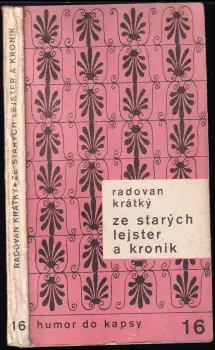 RADOVAN KRÁTKÝ • ZE STARÝCH LEJSTER A KRONIK
16
radovan
krátký
ze starých
lejster
a kronik
humor do kapsy 16